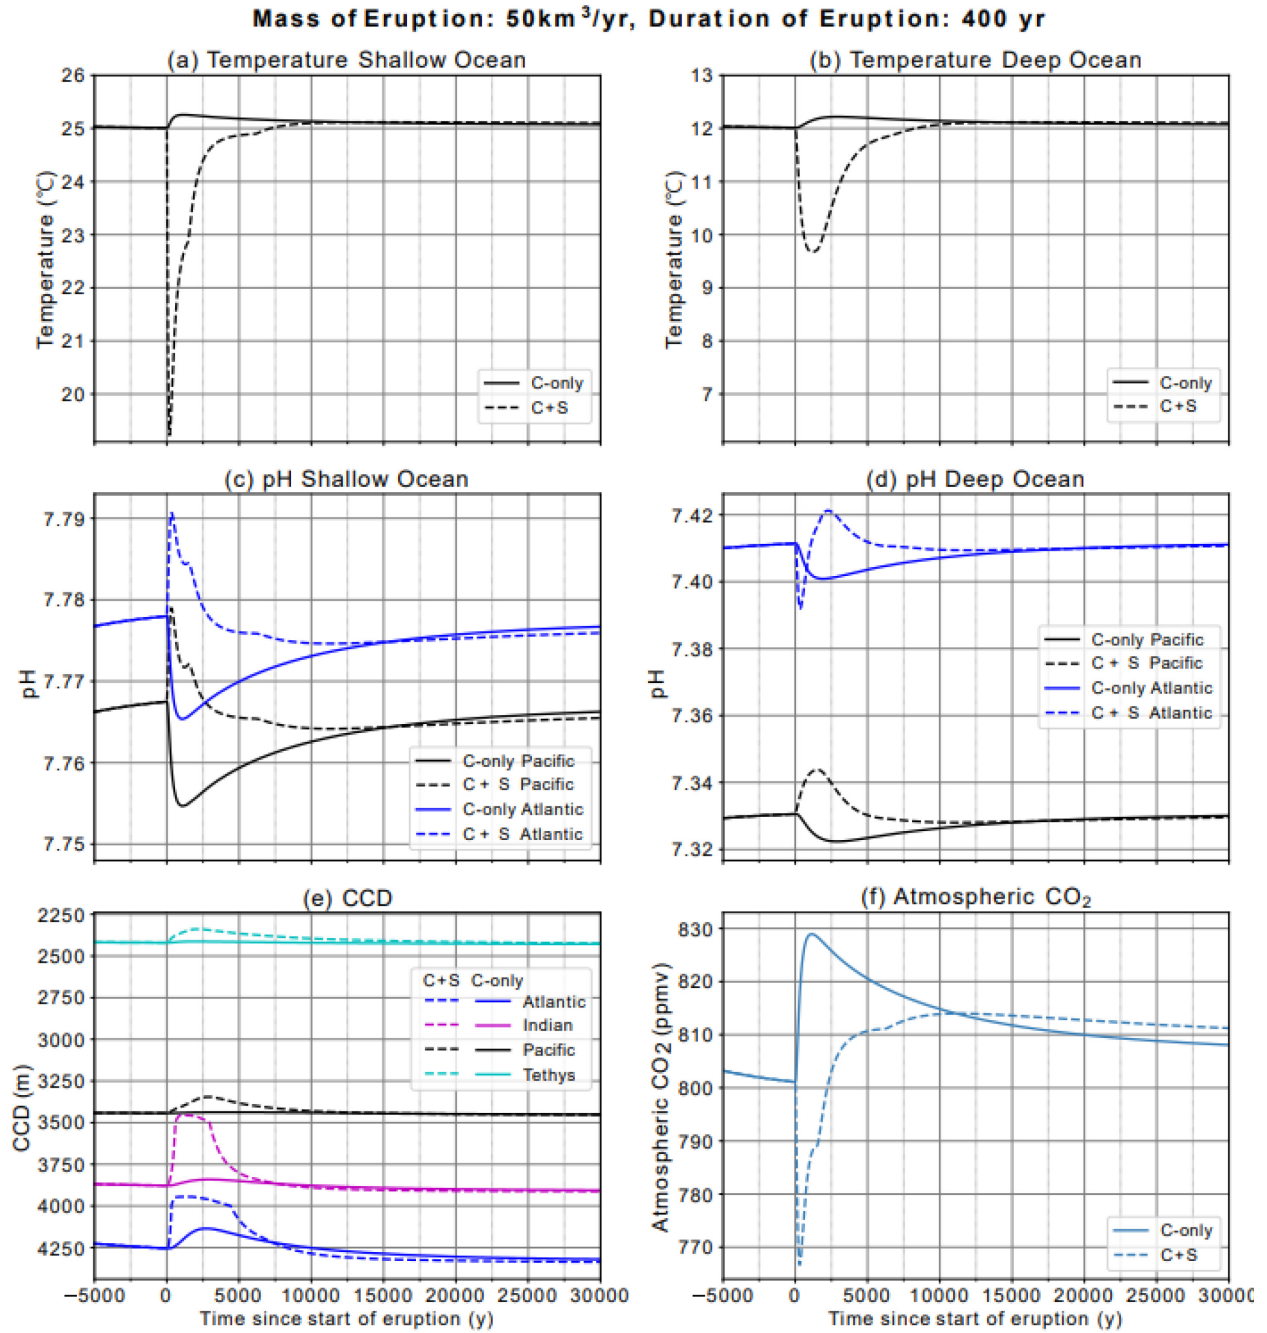 Mass of Eruption: 50km³/yr, Duration of Eruption: 400 yr
(a) Temperature Shallow Ocean
26
25
24
23
22
21
20
Temperature (℃)
C-only
C+S
(b) Temperature Deep Ocean
13
12
11
10
9
8
7
Temperature (℃)
C-only
C+S
(c) pH Shallow Ocean
7.79
7.78
7.77
7.76
7.75
pH
C-only Pacific
C + S Pacific
C-only Atlantic
C + S Atlantic
(d) pH Deep Ocean
7.42
7.40
7.38
7.36
7.34
7.32
pH
C-only Pacific
C + S Pacific
C-only Atlantic
C + S Atlantic
(e) CCD
2250
2500
2750
3000
3250
3500
3750
4000
4250
CCD (m)
C+S C-only
Atlantic
Indian
Pacific
Tethys
−5000 0 5000 10000 15000 20000 25000 30000
Time since start of eruption (y)
(f) Atmospheric CO₂
830
820
810
800
790
780
770
Atmospheric CO2 (ppmv)
C-only
C+S
−5000 0 5000 10000 15000 20000 25000 30000
Time since start of eruption (y)